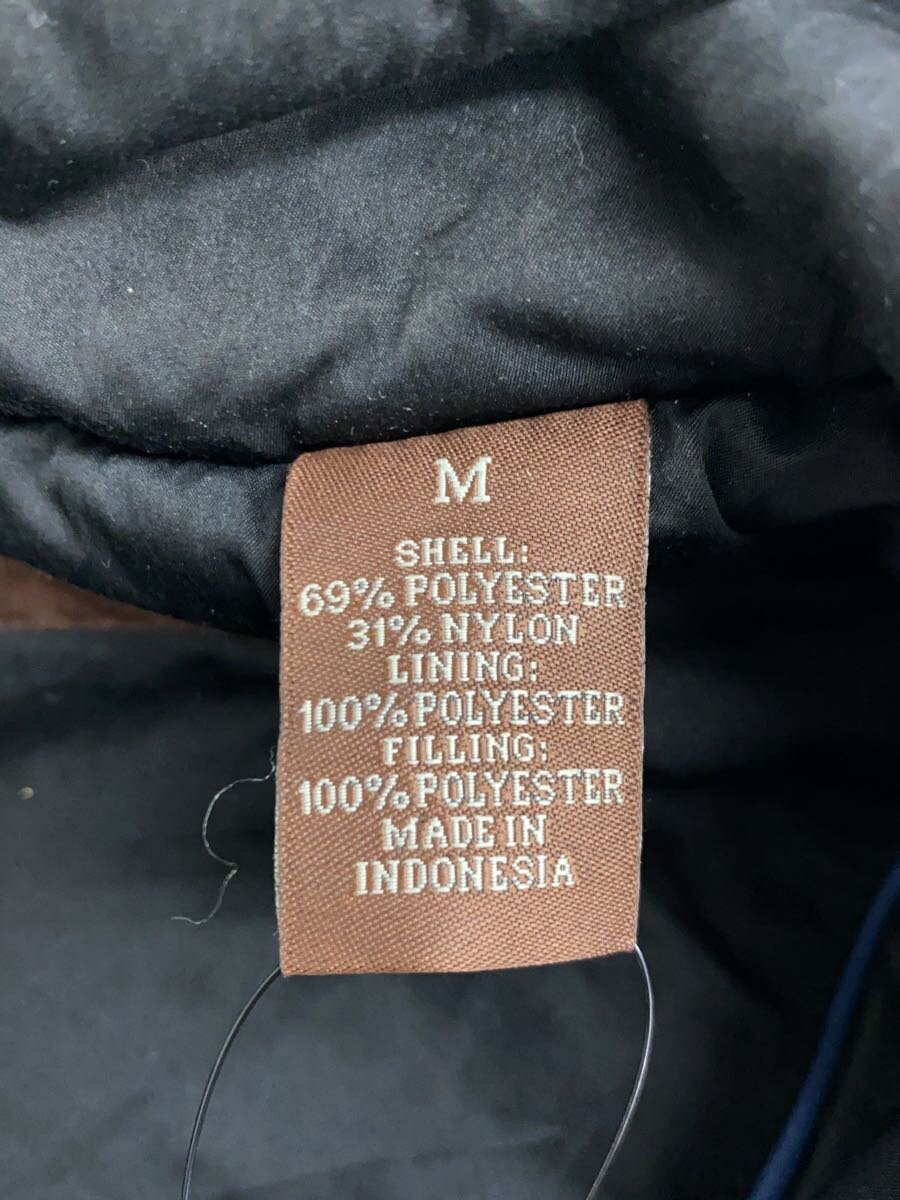 M
SHELL:
69% POLYESTER
31% NYLON
LINING:
100% POLYESTER
FILLING:
100% POLYESTER
MADE IN
INDONESIA